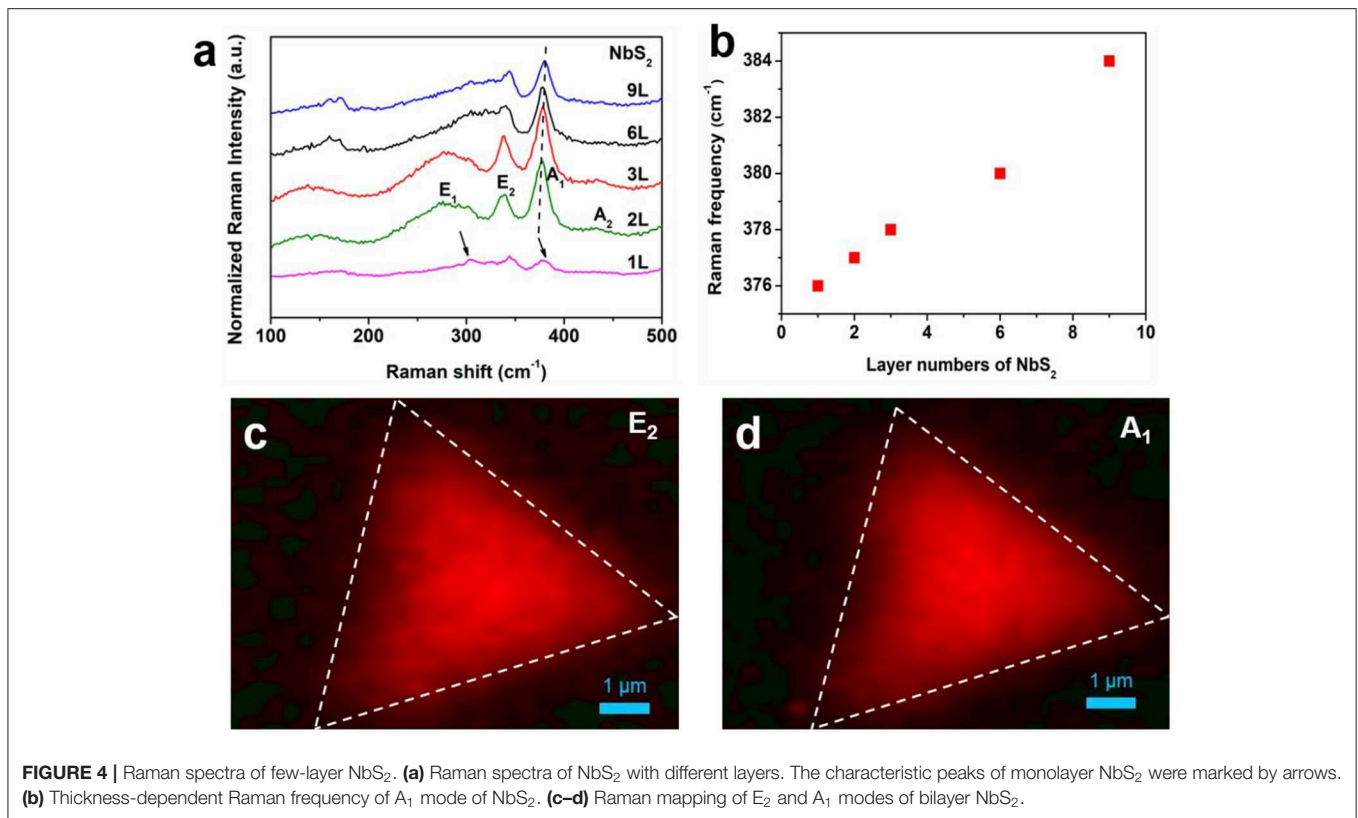 a
Normalized Raman Intensity (a.u.)
NbS₂
9L
6L
3L
2L
1L
E₁
E₂
A₁
A₂
100 200 300 400 500
Raman shift (cm⁻¹)
b
Raman frequency (cm⁻¹)
384
382
380
378
376
0 2 4 6 8 10
Layer numbers of NbS₂
c
E₂
1 μm
d
A₁
1 μm
FIGURE 4 | Raman spectra of few-layer NbS₂. (a) Raman spectra of NbS₂ with different layers. The characteristic peaks of monolayer NbS₂ were marked by arrows.
(b) Thickness-dependent Raman frequency of A₁ mode of NbS₂. (c–d) Raman mapping of E₂ and A₁ modes of bilayer NbS₂.